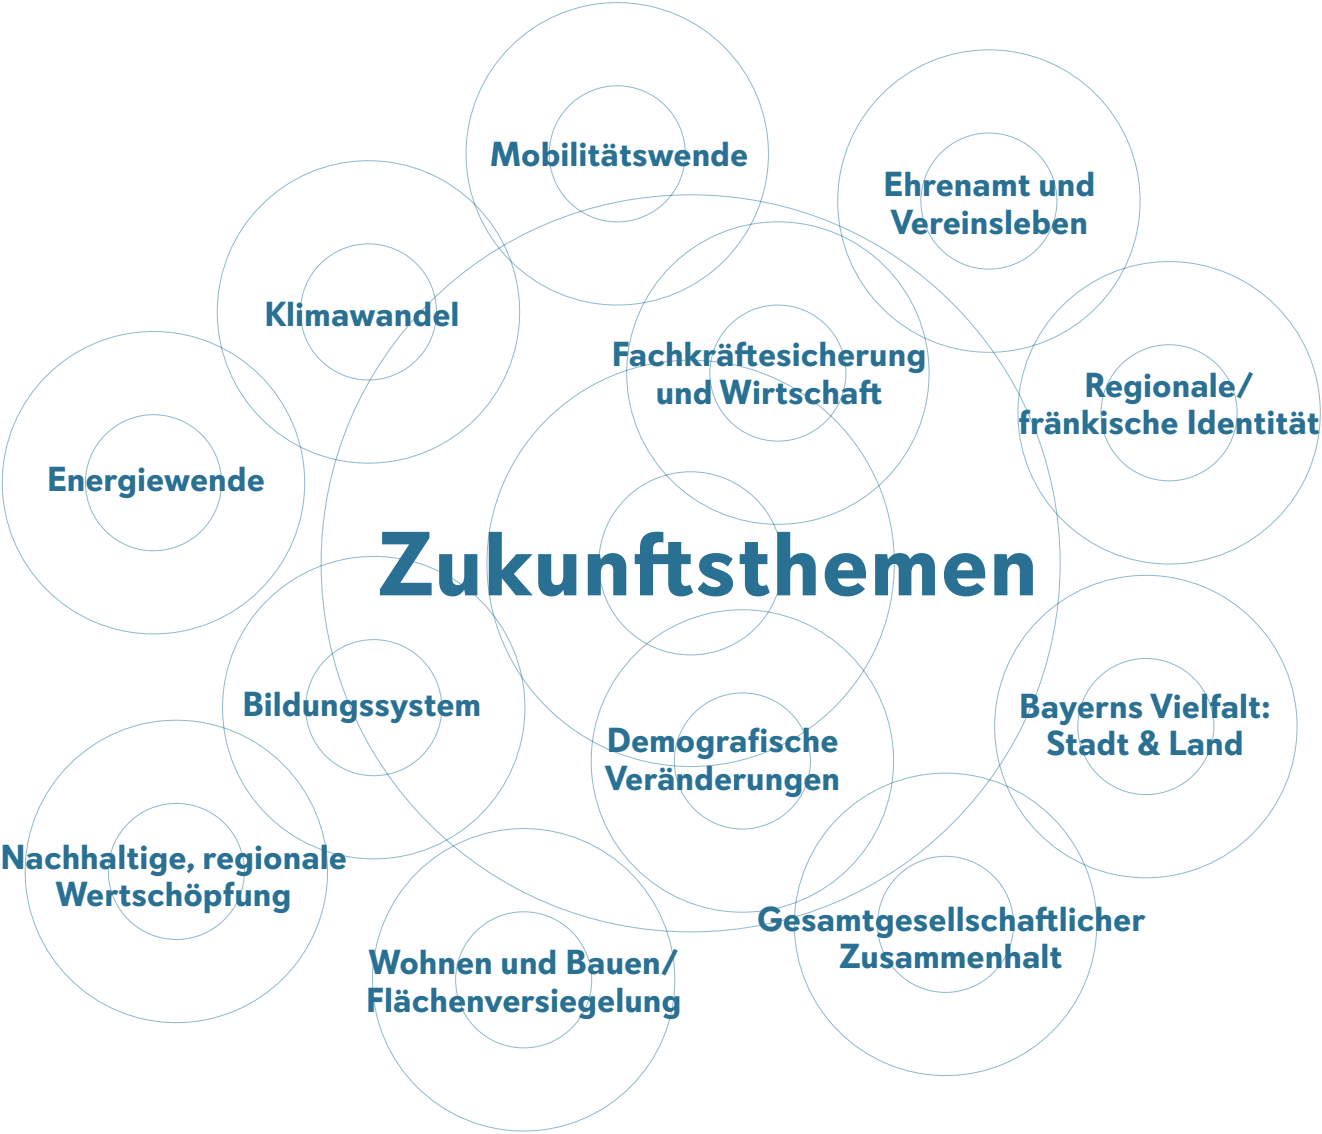 Mobilitätswende
Ehrenamt und
Vereinsleben
Klimawandel
Fachkräftesicherung
und Wirtschaft
Regionale/
fränkische Identität
Energiewende
Zukunftsthemen
Bildungssystem
Demografische
Veränderungen
Bayerns Vielfalt:
Stadt & Land
Nachhaltige, regionale
Wertschöpfung
Gesamtgesellschaftlicher
Zusammenhalt
Wohnen und Bauen/
Flächenversiegelung